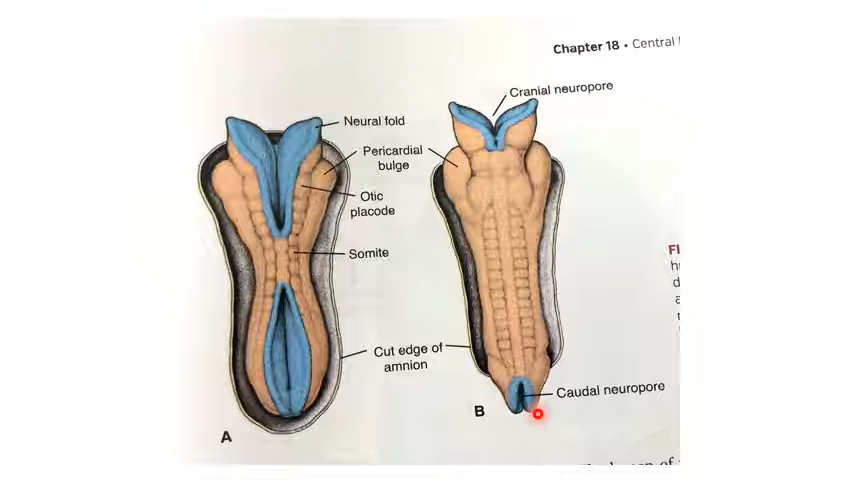 Chapter 18 • Central
Cranial neuropore
Neural fold
Pericardial
bulge
Otic
placode
Somite
Cut edge of
amnion
Caudal neuropore
A
B